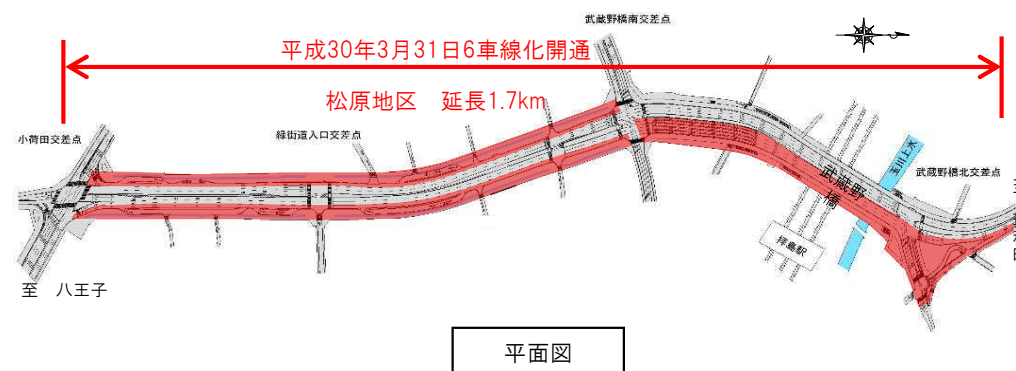 武蔵野橋南交差点
平成30年3月31日6車線化開通
松原地区 延長1.7km
小荷田交差点
緑街道入口交差点
玉川上水
武蔵野橋北交差点
武蔵野橋
拝島駅
至
至 八王子
平面図